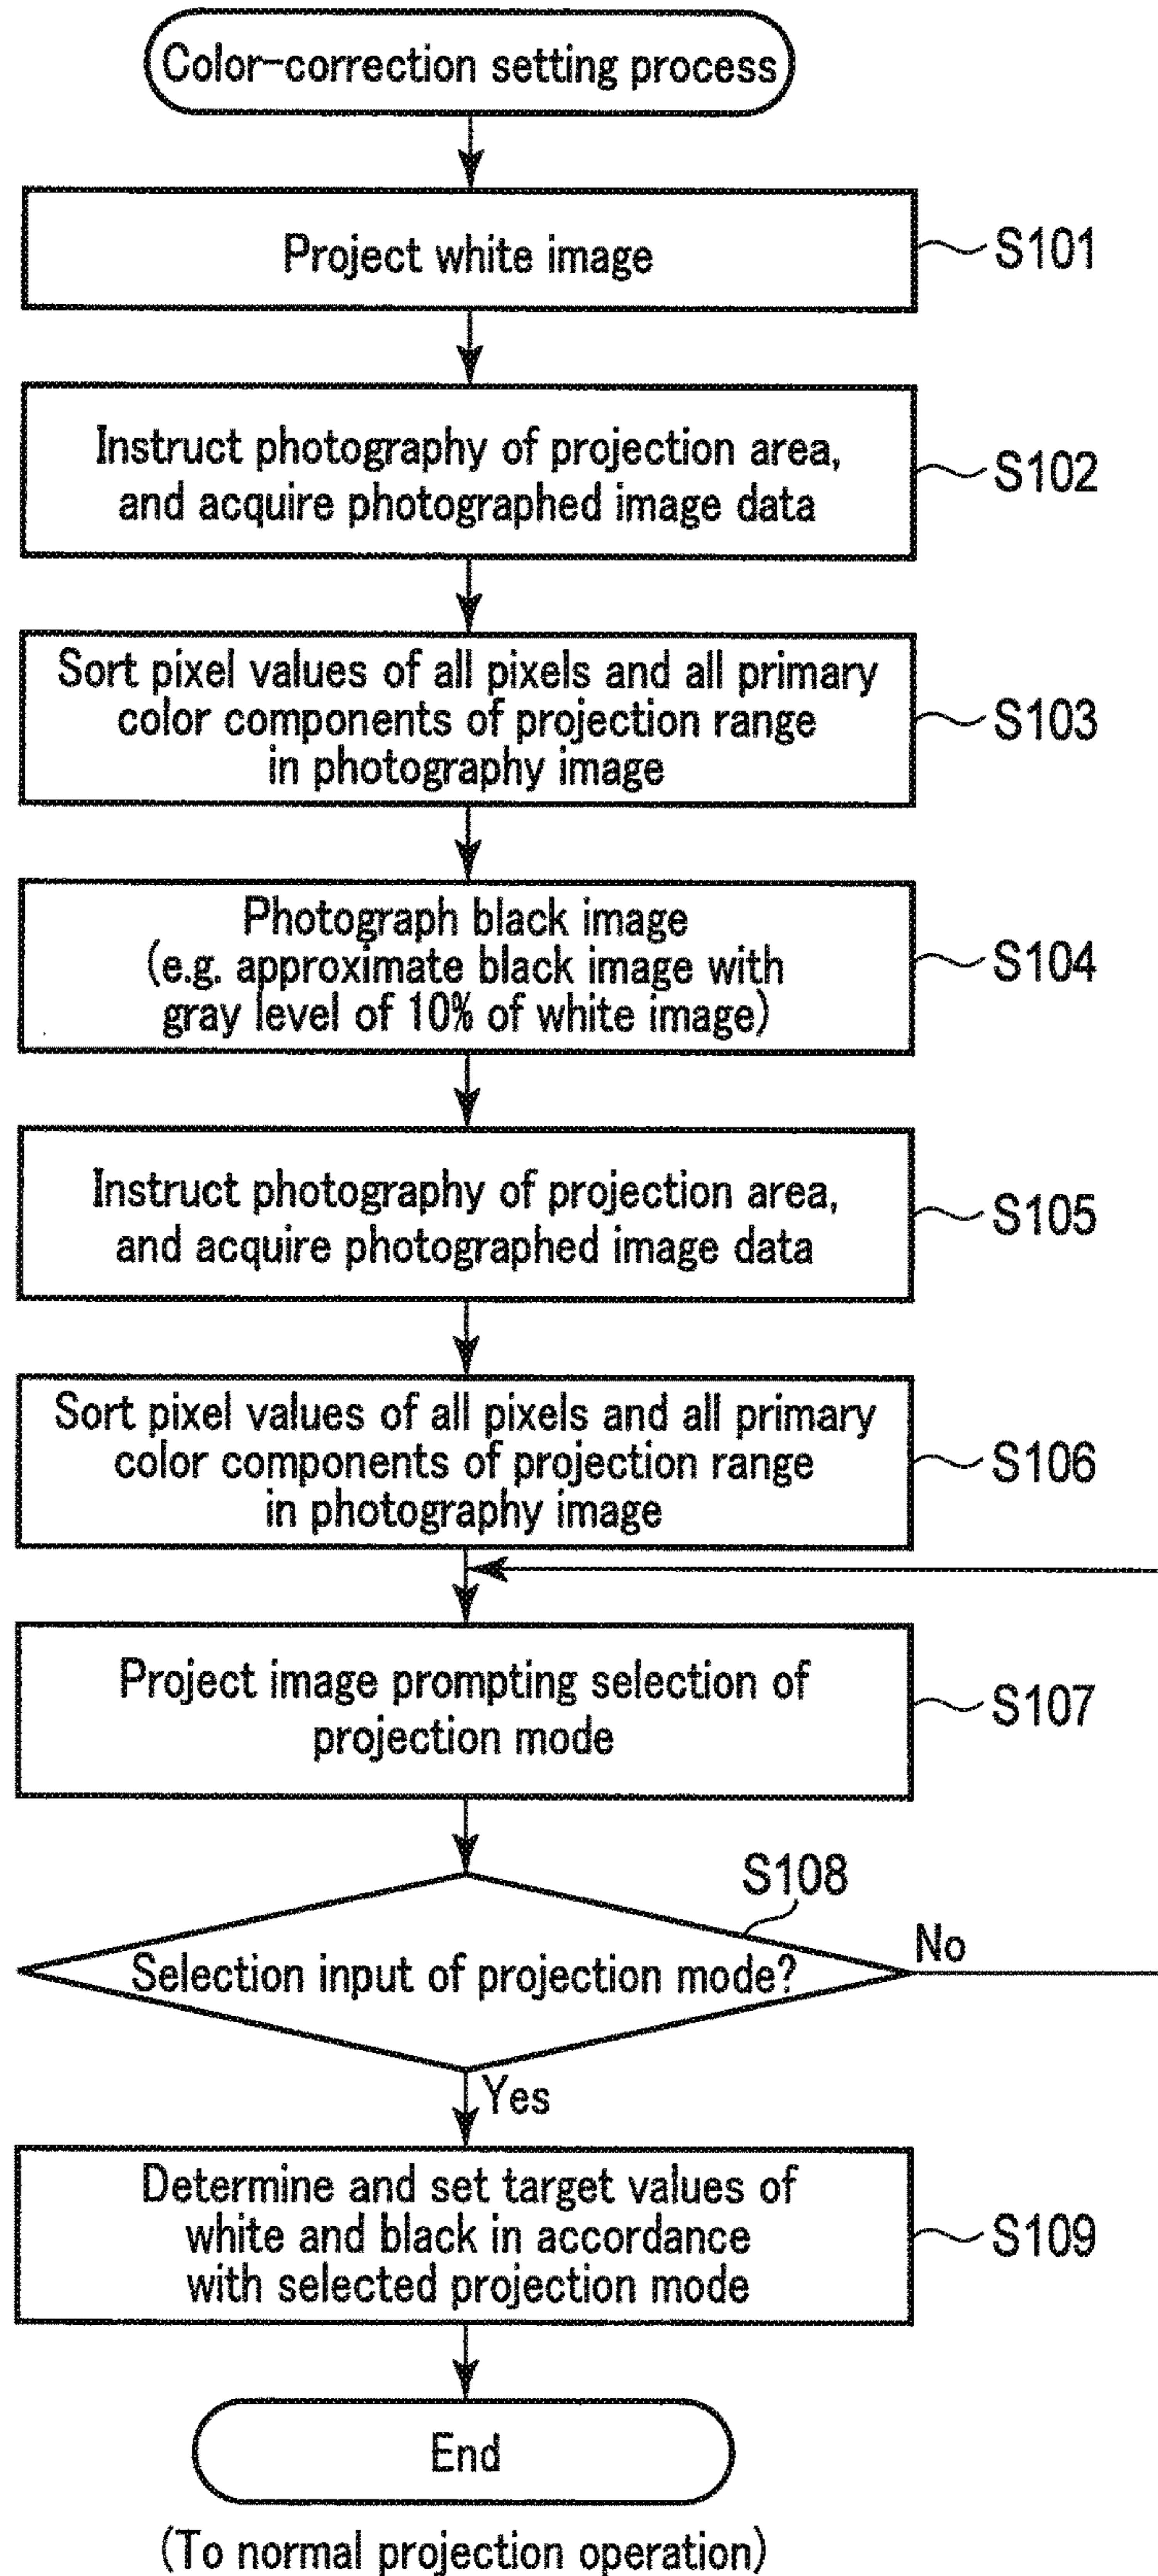 Color-correction setting process
Project white image
S101
Instruct photography of projection area,
and acquire photographed image data
S102
Sort pixel values of all pixels and all primary
color components of projection range
in photography image
S103
Photograph black image
(e.g. approximate black image with
gray level of 10% of white image)
S104
Instruct photography of projection area,
and acquire photographed image data
S105
Sort pixel values of all pixels and all primary
color components of projection range
in photography image
S106
Project image prompting selection of
projection mode
S107
S108
Selection input of projection mode?
No
Yes
Determine and set target values of
white and black in accordance
with selected projection mode
S109
End
(To normal projection operation)